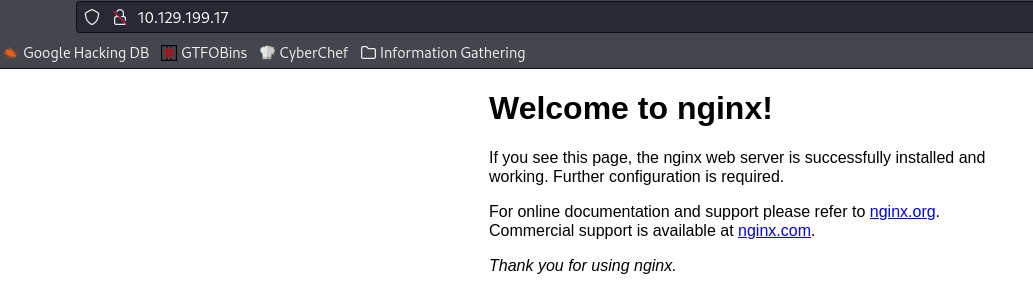 10.129.199.17
Google Hacking DB GTFOBins CyberChef Information Gathering
Welcome to nginx!
If you see this page, the nginx web server is successfully installed and
working. Further configuration is required.
For online documentation and support please refer to nginx.org.
Commercial support is available at nginx.com.
Thank you for using nginx.